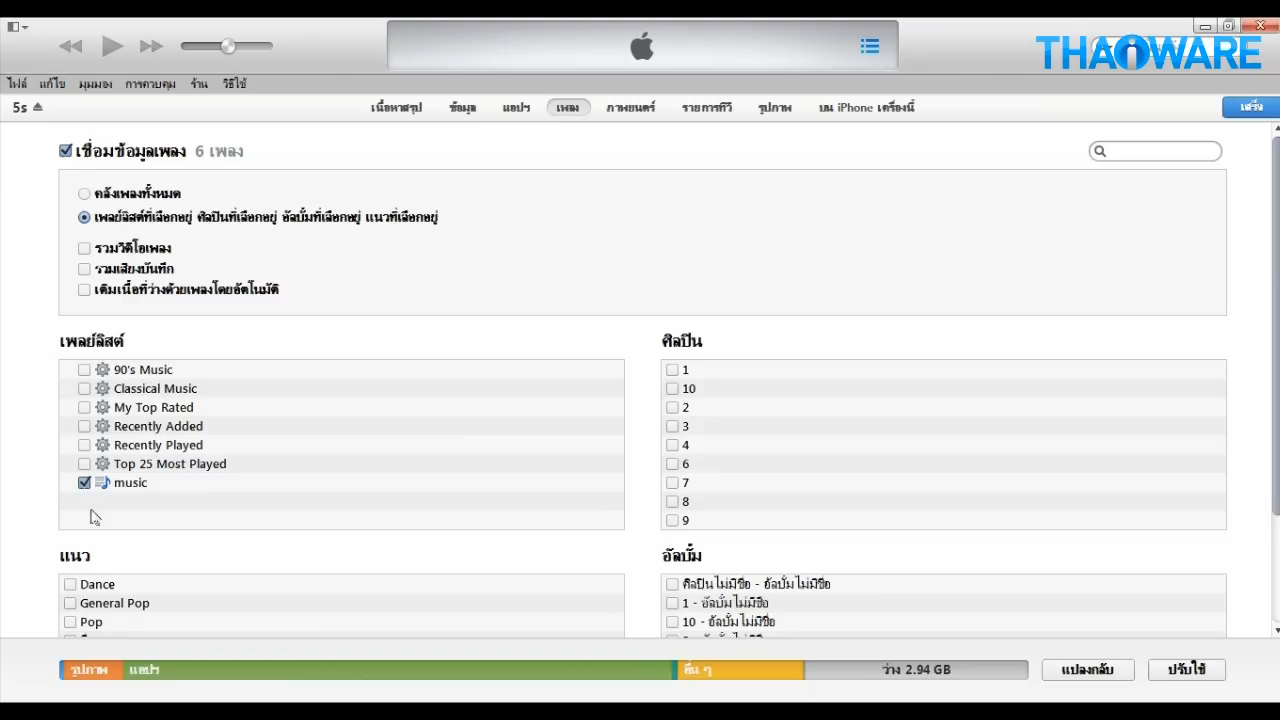 THAIWARE
ไฟล์ แก้ไข มุมมอง การควบคุม ร้าน วิธีใช้
5s
เนื้อหาสรุป ข้อมูล แอปฯ เพลง ภาพยนตร์ รายการทีวี รูปภาพ บน iPhone เครื่องนี้
เสร็จ
เชื่อมข้อมูลเพลง 6 เพลง
คลังเพลงทั้งหมด
เพลย์ลิสต์ที่เลือกอยู่ ศิลปินที่เลือกอยู่ อัลบั้มที่เลือกอยู่ แนวที่เลือกอยู่
รวมวิดีโอเพลง
รวมเสียงบันทึก
เติมเนื้อที่ว่างด้วยเพลงโดยอัตโนมัติ
เพลย์ลิสต์
90's Music
Classical Music
My Top Rated
Recently Added
Recently Played
Top 25 Most Played
music
ศิลปิน
1
10
2
3
4
6
7
8
9
แนว
Dance
General Pop
Pop
อัลบั้ม
ศิลปินไม่มีชื่อ - อัลบั้มไม่มีชื่อ
1 - อัลบั้มไม่มีชื่อ
10 - อัลบั้มไม่มีชื่อ
รูปภาพ แอปฯ อื่น ๆ ว่าง 2.94 GB
แปลงกลับ ปรับใช้